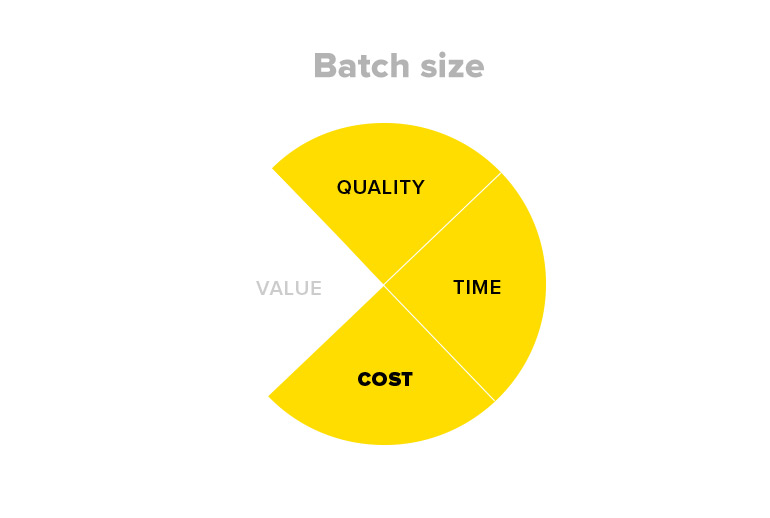 Batch size
QUALITY
VALUE
TIME
COST